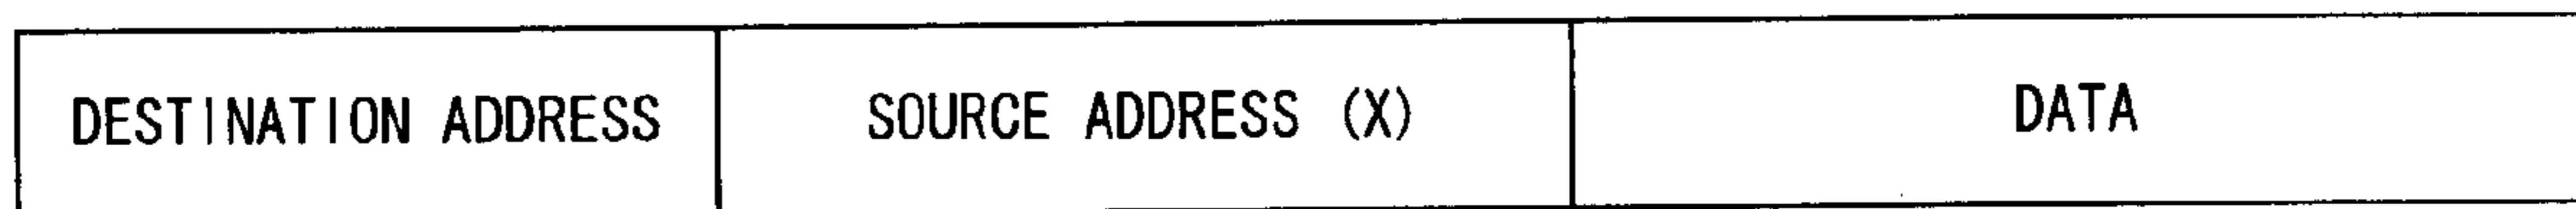 DESTINATION ADDRESS SOURCE ADDRESS (X) DATA